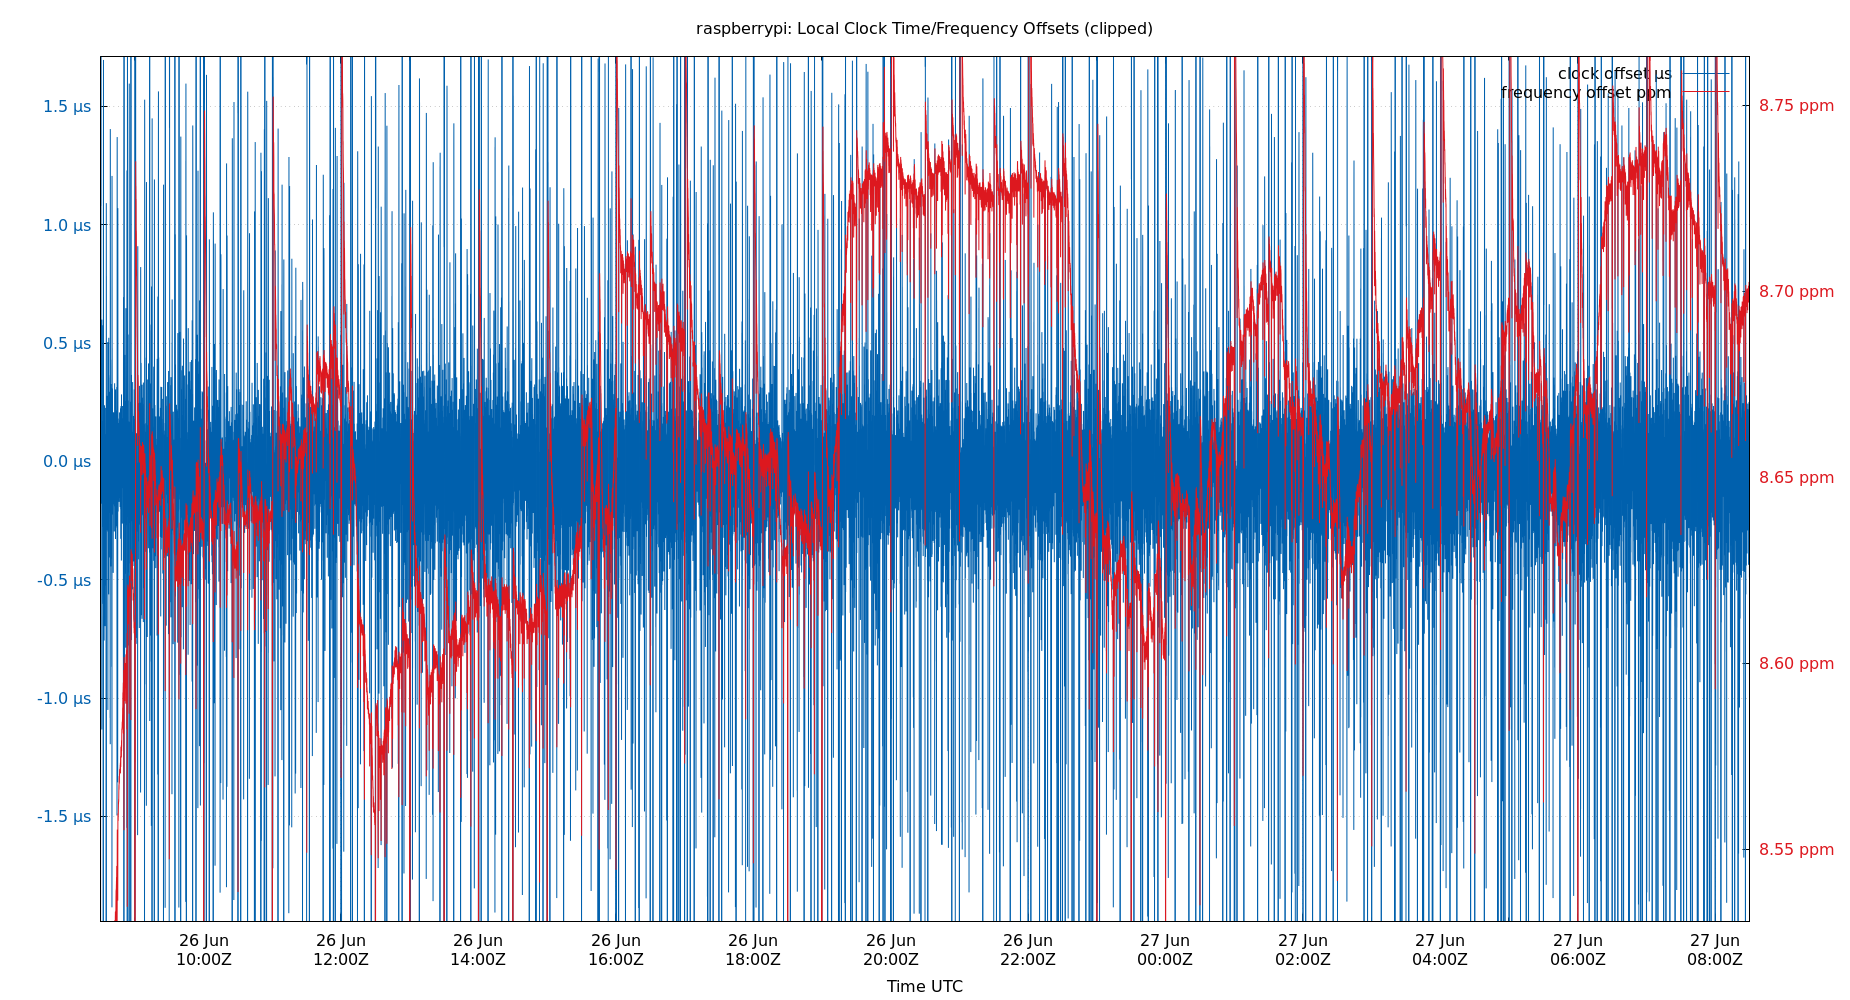 raspberrypi: Local Clock Time/Frequency Offsets (clipped)
clock offset µs
frequency offset ppm
1.5 µs
1.0 µs
0.5 µs
0.0 µs
-0.5 µs
-1.0 µs
-1.5 µs
8.75 ppm
8.70 ppm
8.65 ppm
8.60 ppm
8.55 ppm
26 Jun
10:00Z
26 Jun
12:00Z
26 Jun
14:00Z
26 Jun
16:00Z
26 Jun
18:00Z
26 Jun
20:00Z
26 Jun
22:00Z
27 Jun
00:00Z
27 Jun
02:00Z
27 Jun
04:00Z
27 Jun
06:00Z
27 Jun
08:00Z
Time UTC